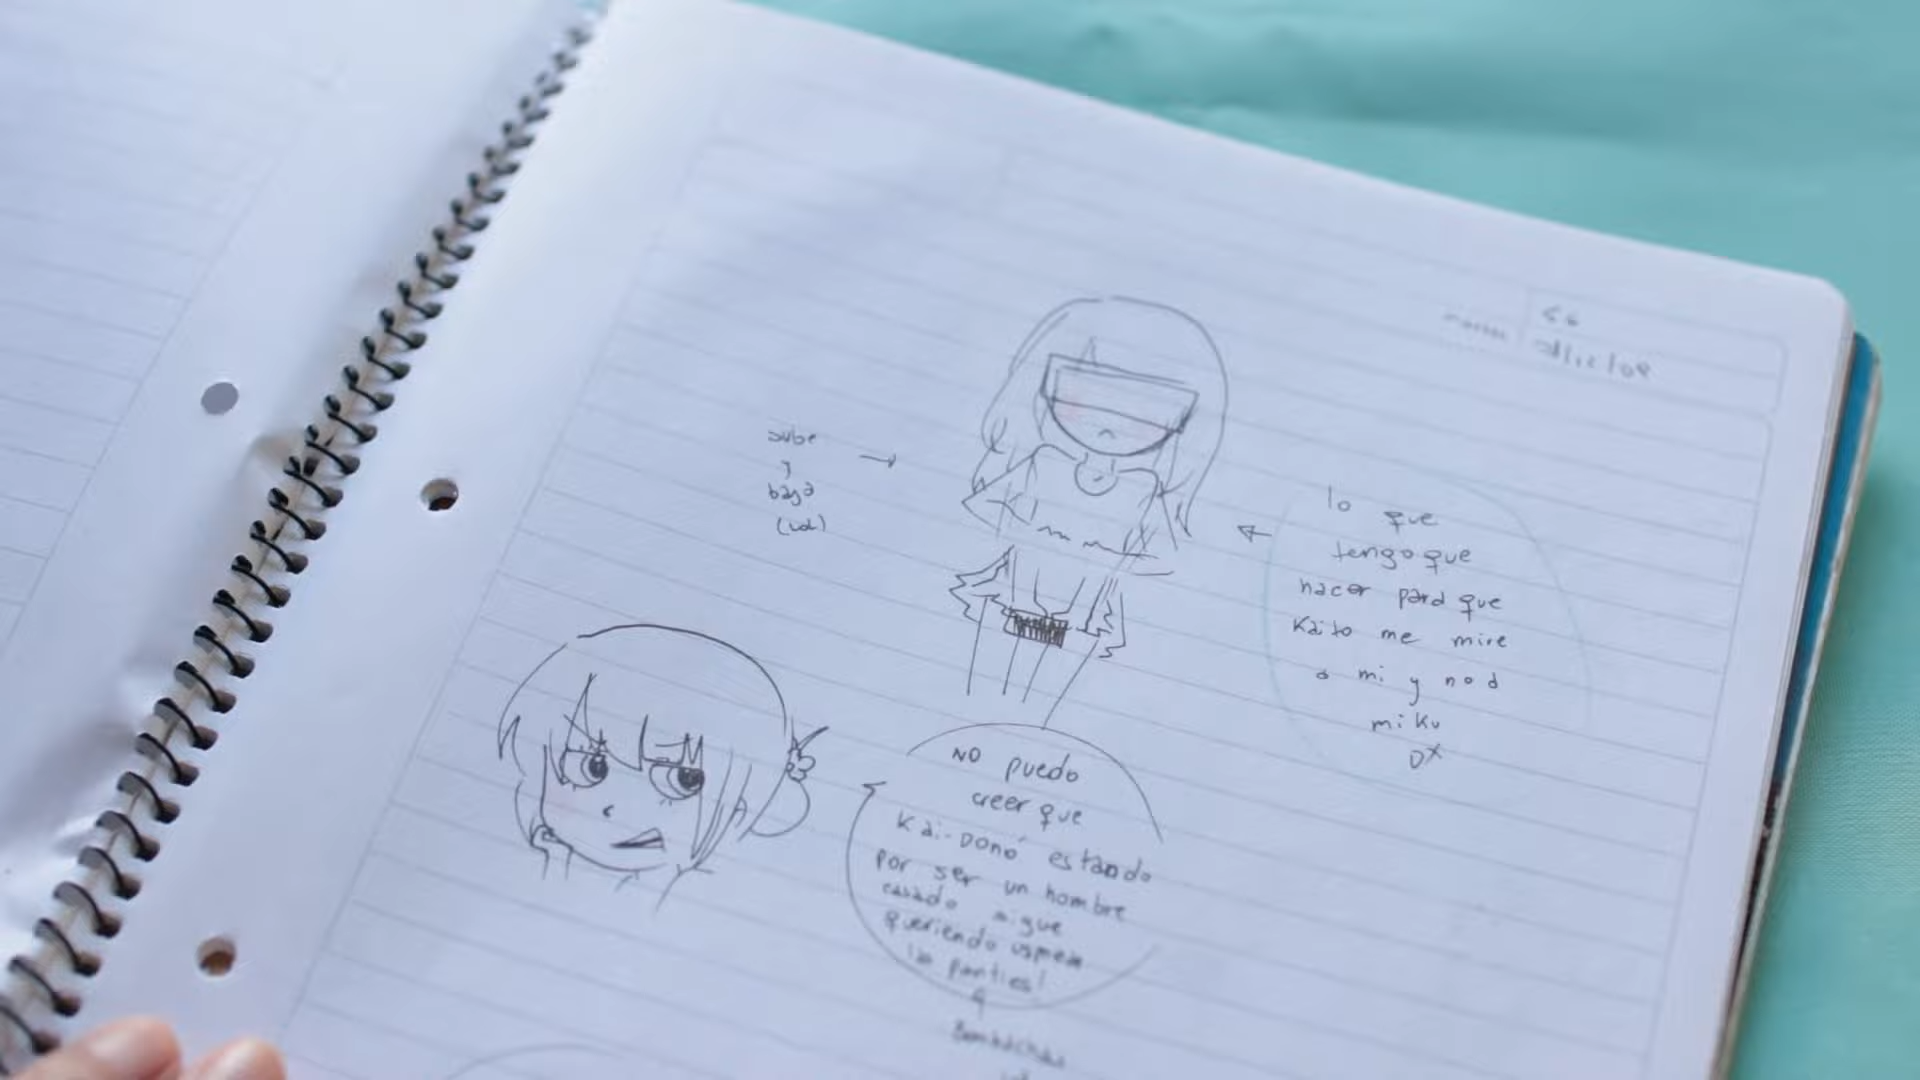 sube
y
baja
(lol)
lo que
tengo que
hacer para que
Kaito me mire
a mi y no a
miku
DX
NO puedo
creer que
Kai-Dono estando
por ser un hombre
casado sigue
queriendo
las panties!
Bombachas